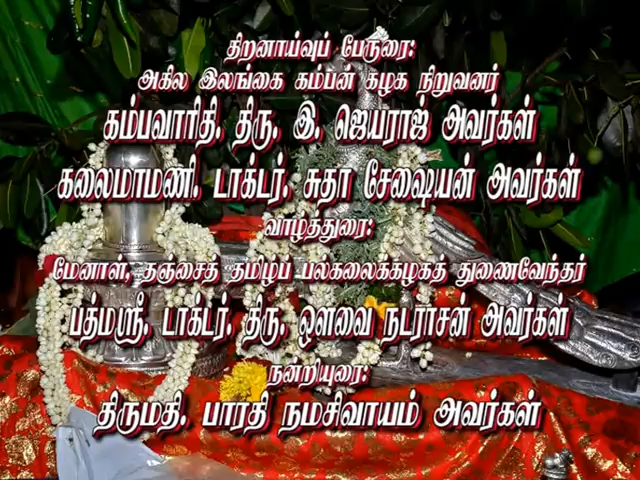 திறனாய்வுப் பேருரை:
அகில இலங்கை கம்பன் கழக நிறுவனர்
கம்பவாரிதி. திரு. இ. ஜெயராஜ் அவர்கள்
கலைமாமணி. டாக்டர். சுதா சேஷையன் அவர்கள்
வாழ்த்துரை:
மேனாள், தஞ்சைத் தமிழ்ப் பல்கலைக்கழகத் துணைவேந்தர்
பத்மஸ்ரீ. டாக்டர். திரு. ஔவை நடராசன் அவர்கள்
நன்றியுரை:
திருமதி. பாரதி நமசிவாயம் அவர்கள்